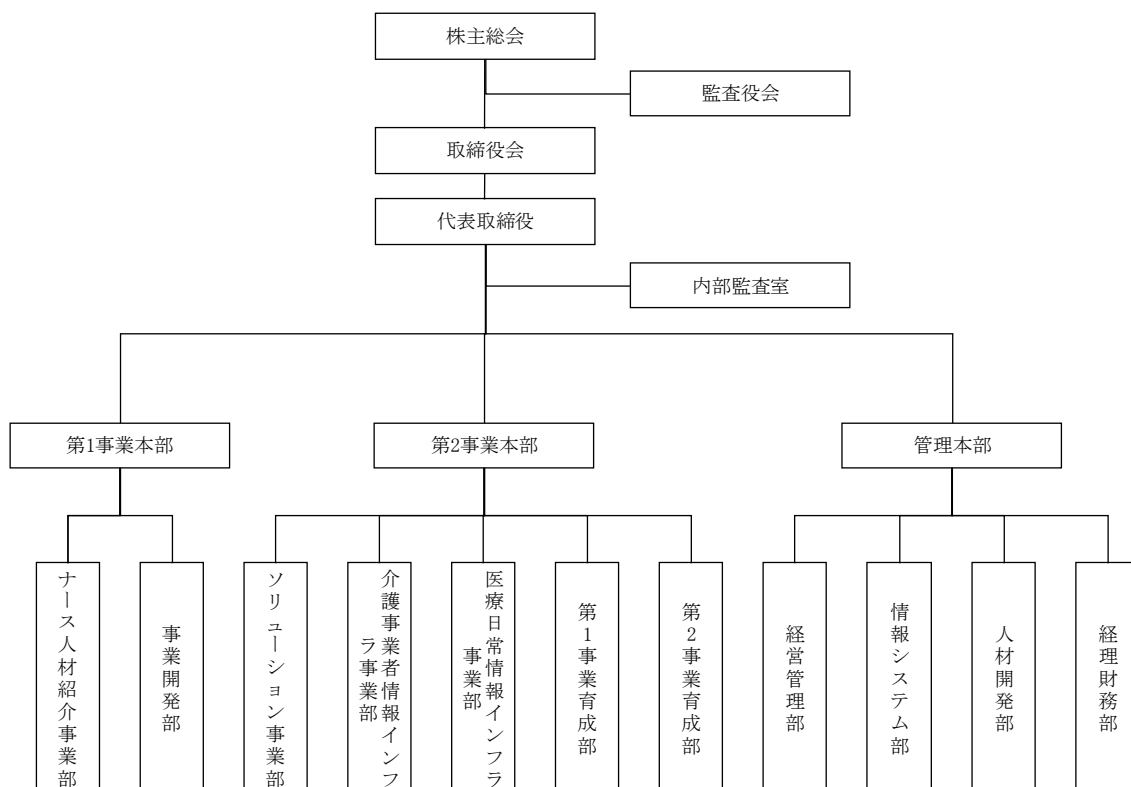 株主総会
監査役会
取締役会
代表取締役
内部監査室
第1事業本部
第2事業本部
管理本部
ナース人材紹介事業部
事業開発部
ソリューション事業部
介護事業者情報インフ
ラ事業部
医療日常情報インフラ
事業部
第1事業育成部
第2事業育成部
経営管理部
情報システム部
人材開発部
経理財務部